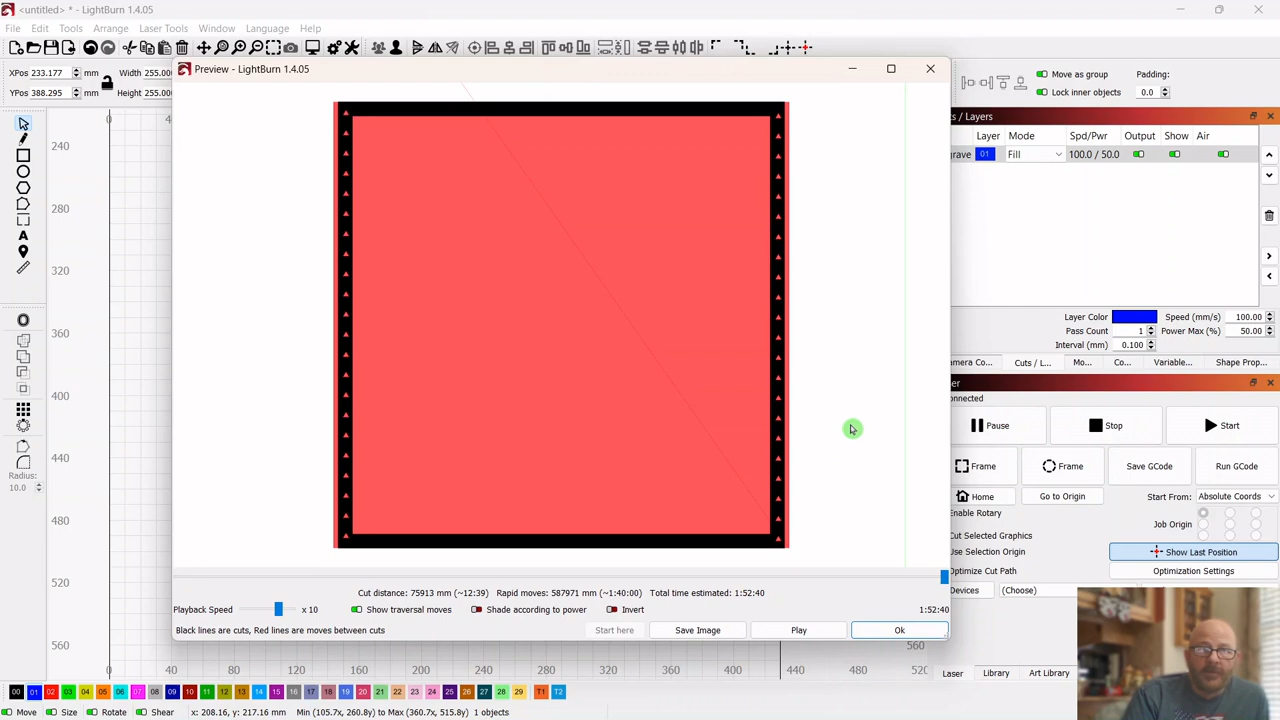 <untitled> * - LightBurn 1.4.05
File Edit Tools Arrange Laser Tools Window Language Help
XPos 233.177 mm Width 255.00
YPos 388.295 mm Height 255.00
Preview - LightBurn 1.4.05
Move as group Padding:
Lock inner objects 0.0
s / Layers
Layer Mode Spd/Pwr Output Show Air
grave 01 Fill 100.0 / 50.0
0
240
280
320
360
400
440
480
520
560
Radius:
10.0
Layer Color Speed (mm/s) 100.00
Pass Count 1 Power Max (%) 50.00
Interval (mm) 0.100
amera Co... Cuts / L... Mo... Co... Variable... Shape Prop...
er
onnected
Pause Stop Start
Frame Frame Save GCode Run GCode
Home Go to Origin Start From: Absolute Coords
Enable Rotary
Job Origin
Cut Selected Graphics
Use Selection Origin Show Last Position
Optimize Cut Path Optimization Settings
Devices (Choose)
Cut distance: 75913 mm (~12:39) Rapid moves: 587971 mm (~1:40:00) Total time estimated: 1:52:40
Playback Speed x 10 Show traversal moves Shade according to power Invert 1:52:40
Black lines are cuts, Red lines are moves between cuts Start here Save Image Play Ok
560
0 40 80 120 160 200 240 280 320 360 400 440 480 520
Laser Library Art Library
00 01 02 03 04 05 06 07 08 09 10 11 12 13 14 15 16 17 18 19 20 21 22 23 24 25 26 27 28 29 T1 T2
Move Size Rotate Shear x: 208.16, y: 217.16 mm Min (105.7x, 260.8y) to Max (360.7x, 515.8y) 1 objects